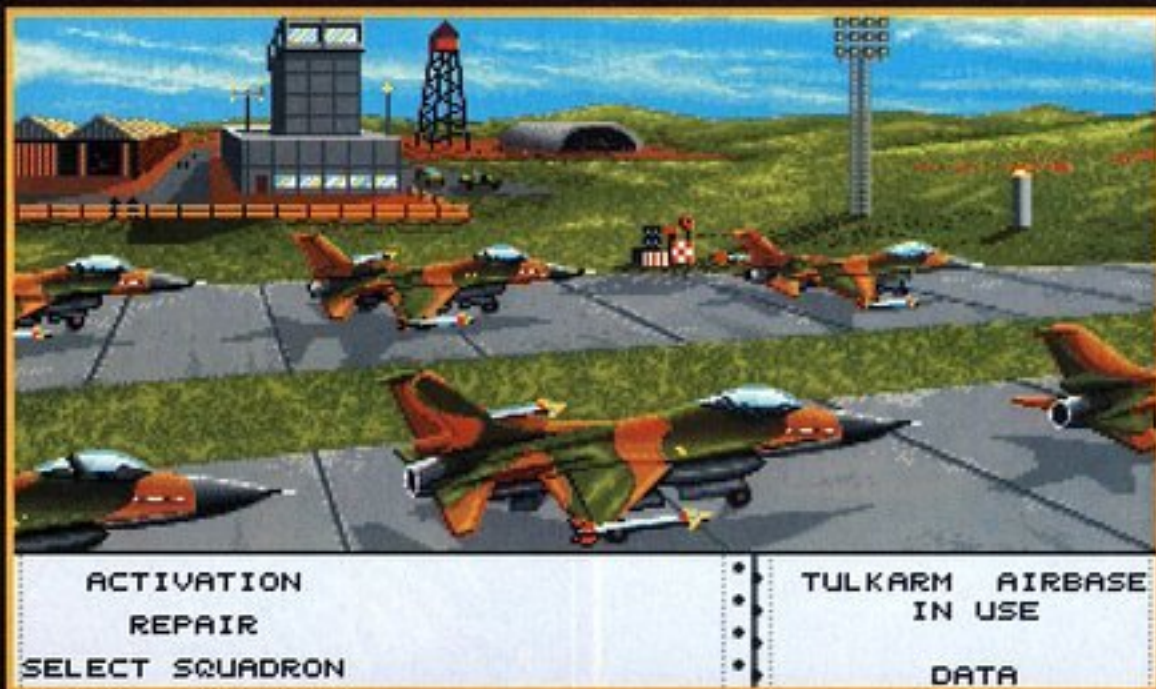 ACTIVATION
REPAIR
SELECT SQUADRON
TULKARM AIRBASE
IN USE
DATA